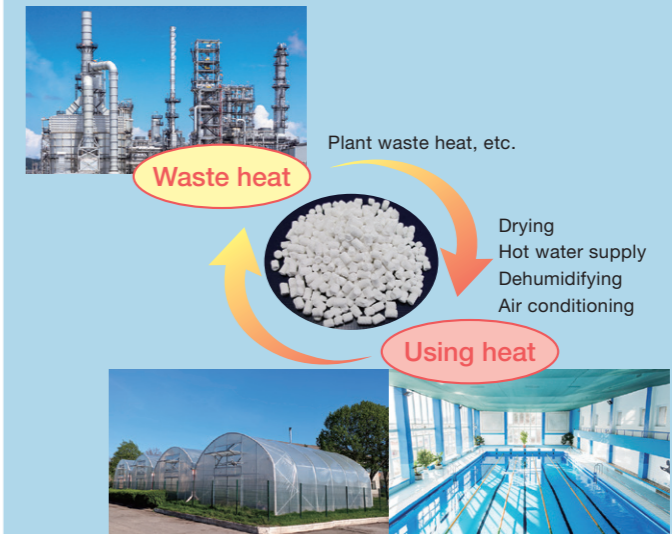 Plant waste heat, etc.
Waste heat
Drying
Hot water supply
Dehumidifying
Air conditioning
Using heat